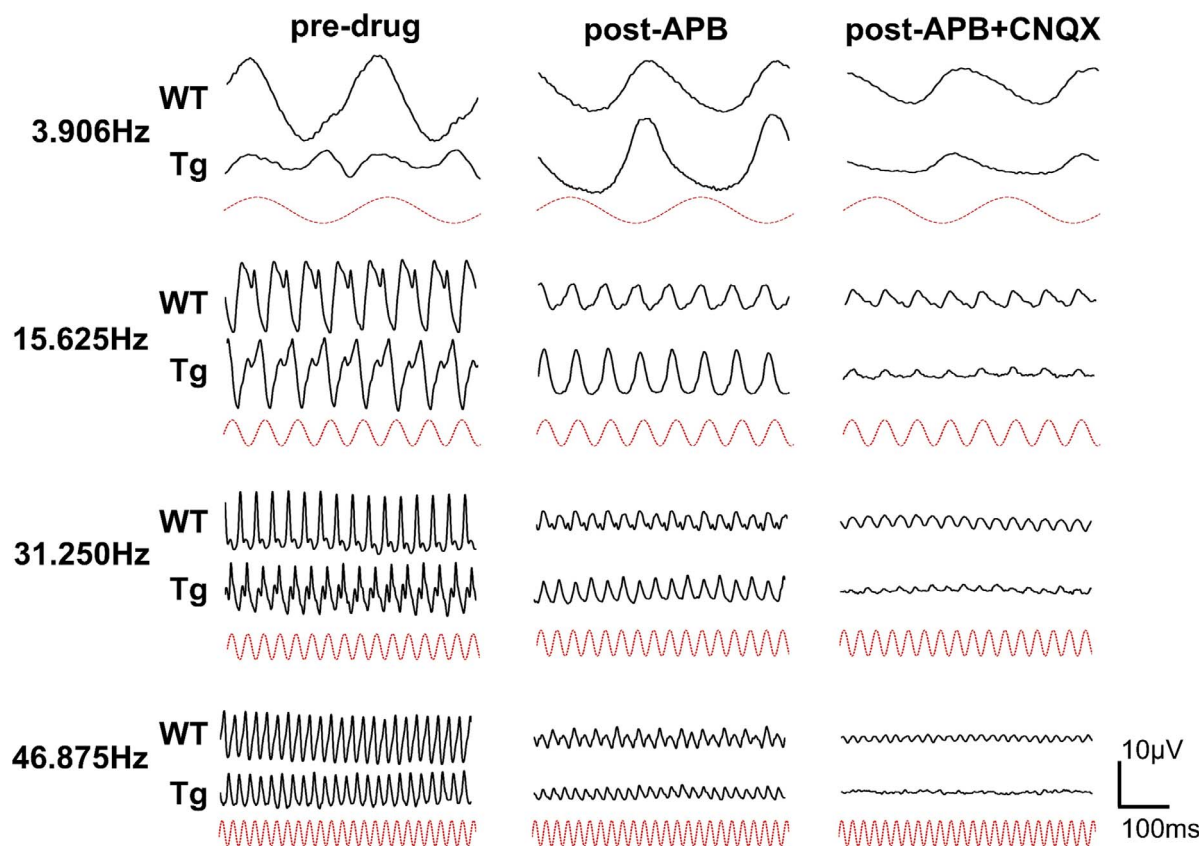 pre-drug post-APB post-APB+CNQX
WT
3.906Hz
Tg
WT
15.625Hz
Tg
WT
31.250Hz
Tg
WT
46.875Hz
Tg
10µV
100ms